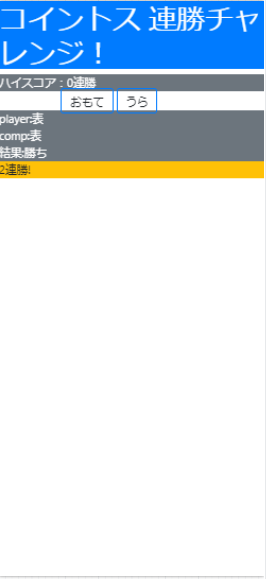 コイントス 連勝チャ
レンジ！
ハイスコア：0連勝
おもて うら
player:表
comp:表
結果:勝ち
2連勝!